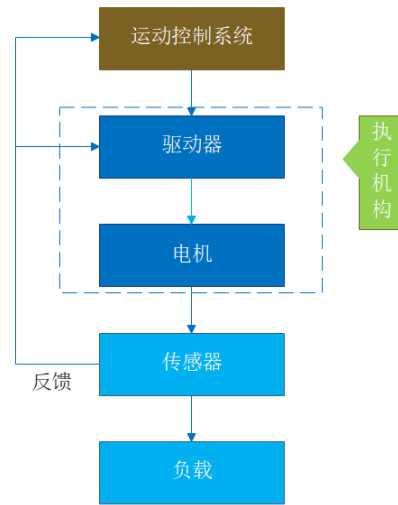 运动控制系统
驱动器
执行机构
电机
传感器
反馈
负载